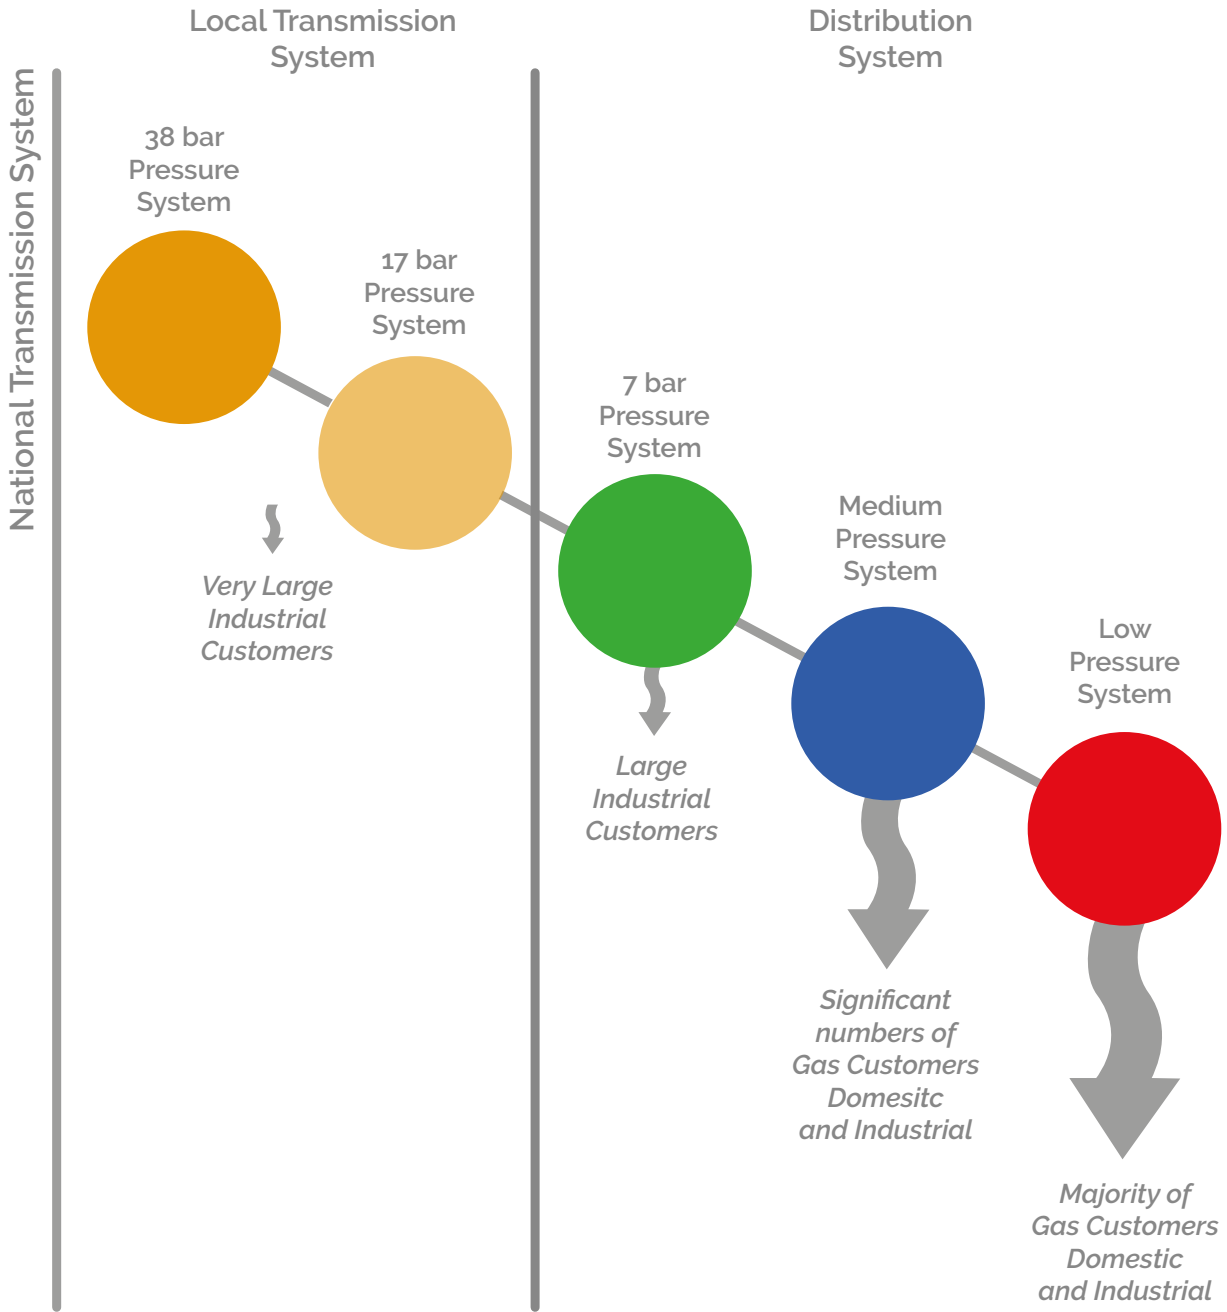 Local Transmission
System
Distribution
System
National Transmission System
38 bar
Pressure
System
17 bar
Pressure
System
7 bar
Pressure
System
Medium
Pressure
System
Low
Pressure
System
Very Large
Industrial
Customers
Large
Industrial
Customers
Significant
numbers of
Gas Customers
Domesitc
and Industrial
Majority of
Gas Customers
Domestic
and Industrial